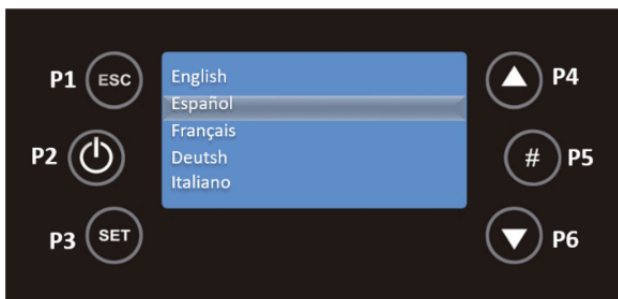 P1 ESC
English
P4
Español
Français
P2
# P5
Deutsh
Italiano
P3 SET
P6